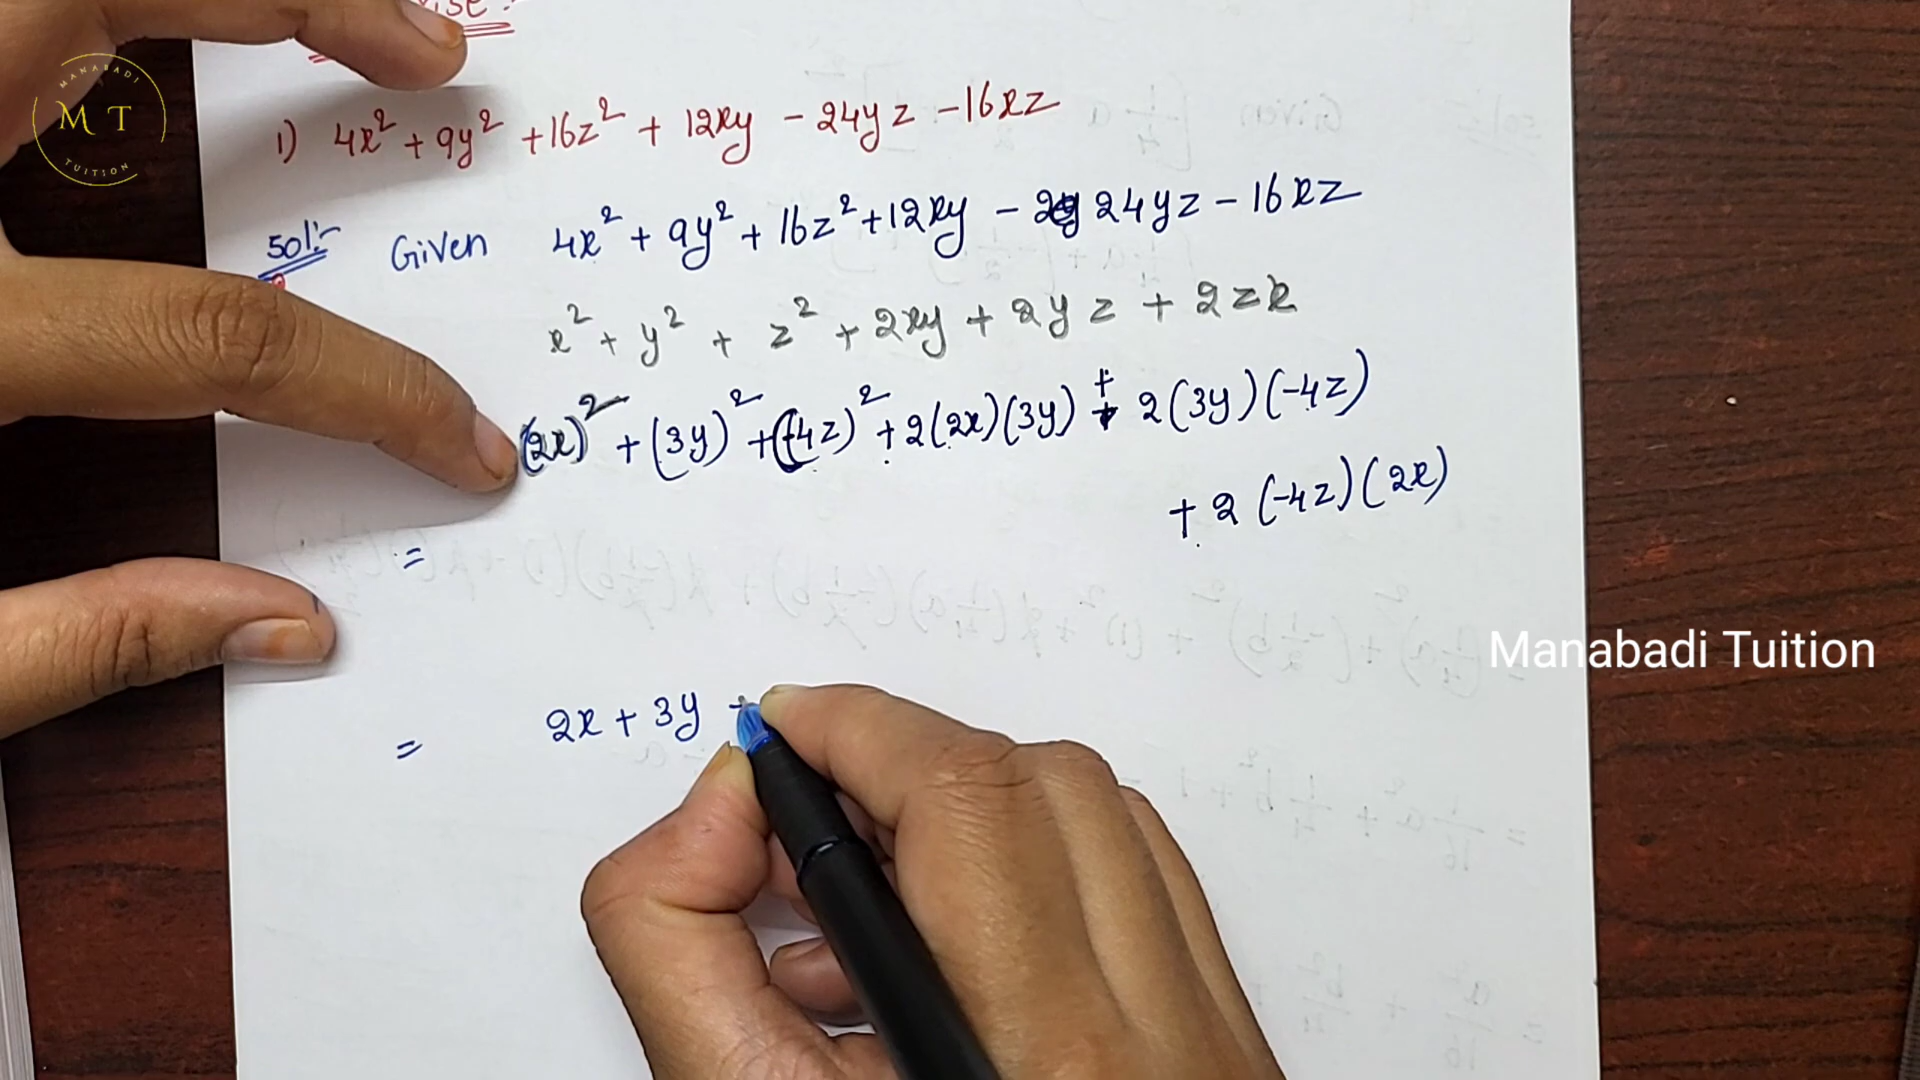 MANABADI
M T
TUITION
1) 4x² + 9y² + 16z² + 12xy - 24yz - 16xz
Sol:- Given 4x² + 9y² + 16z² + 12xy - 24yz - 16xz
x² + y² + z² + 2xy + 2yz + 2zx
(2x)² + (3y)² + (-4z)² + 2(2x)(3y) + 2(3y)(-4z)
+ 2(-4z)(2x)
=
Manabadi Tuition
= 2x + 3y